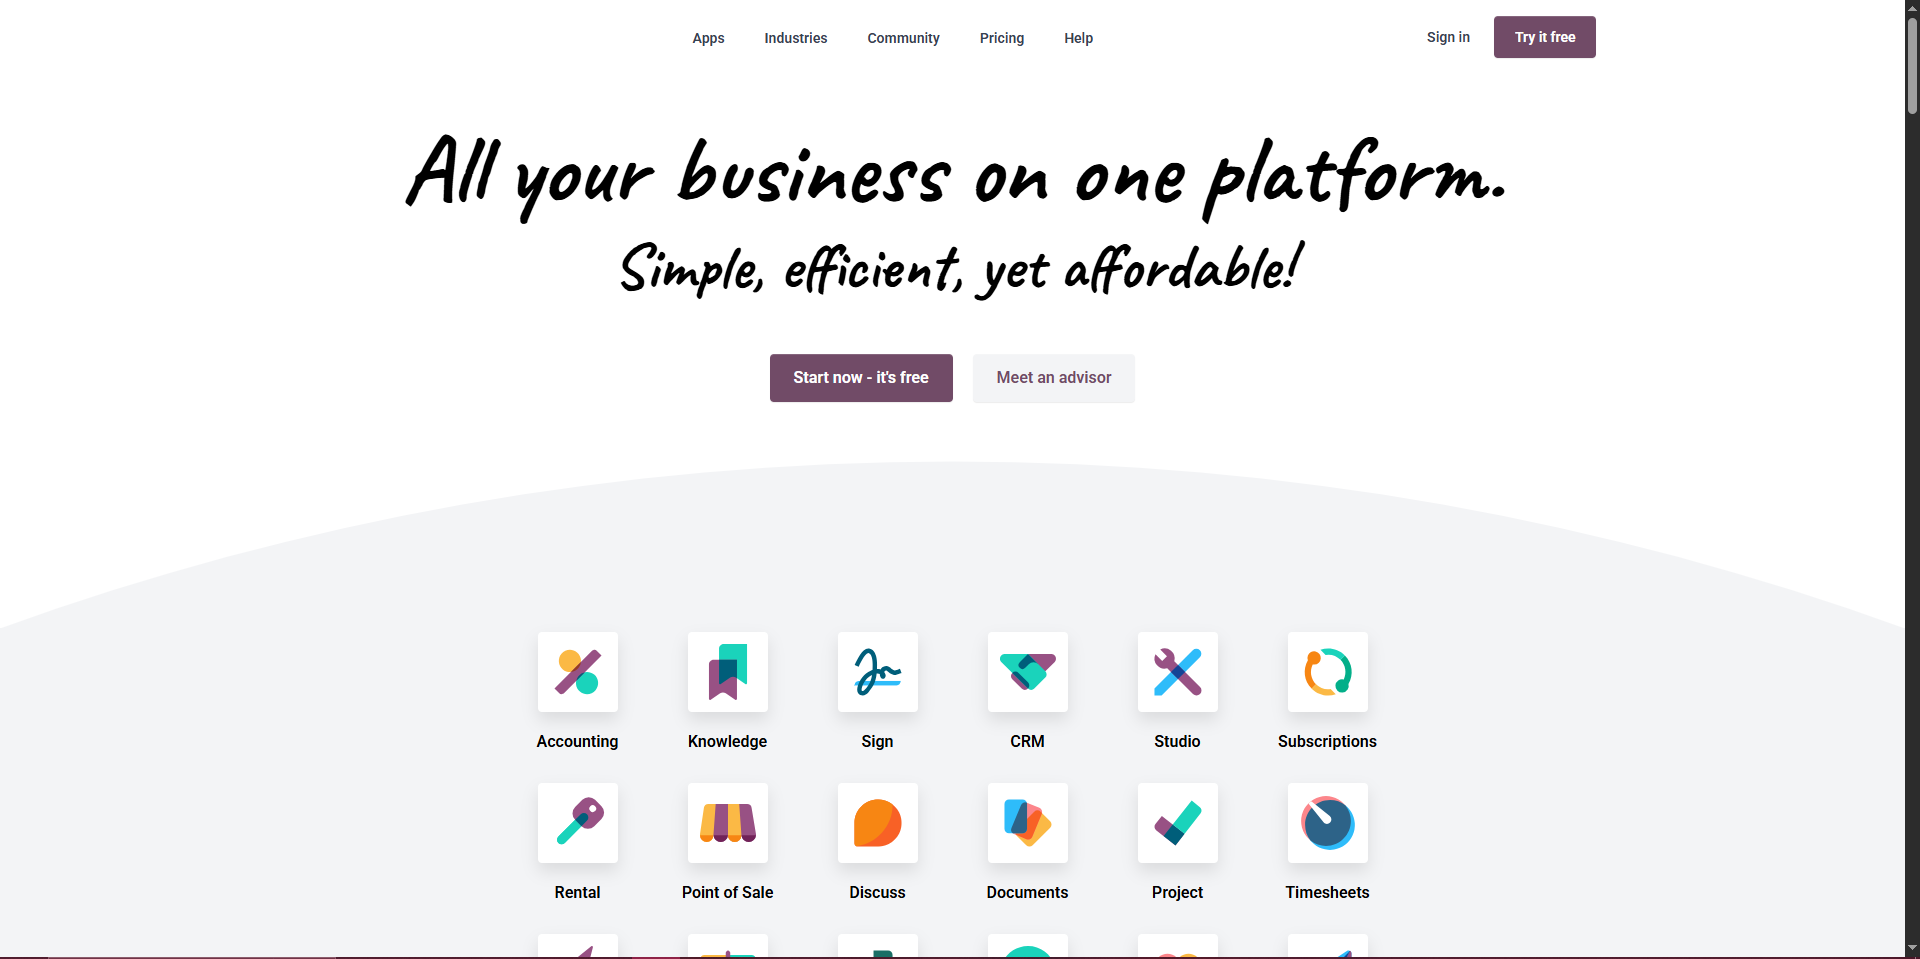 Apps Industries Community Pricing Help Sign in Try it free
All your business on one platform.
Simple, efficient, yet affordable!
Start now - it's free Meet an advisor
Accounting Knowledge Sign CRM Studio Subscriptions
Rental Point of Sale Discuss Documents Project Timesheets